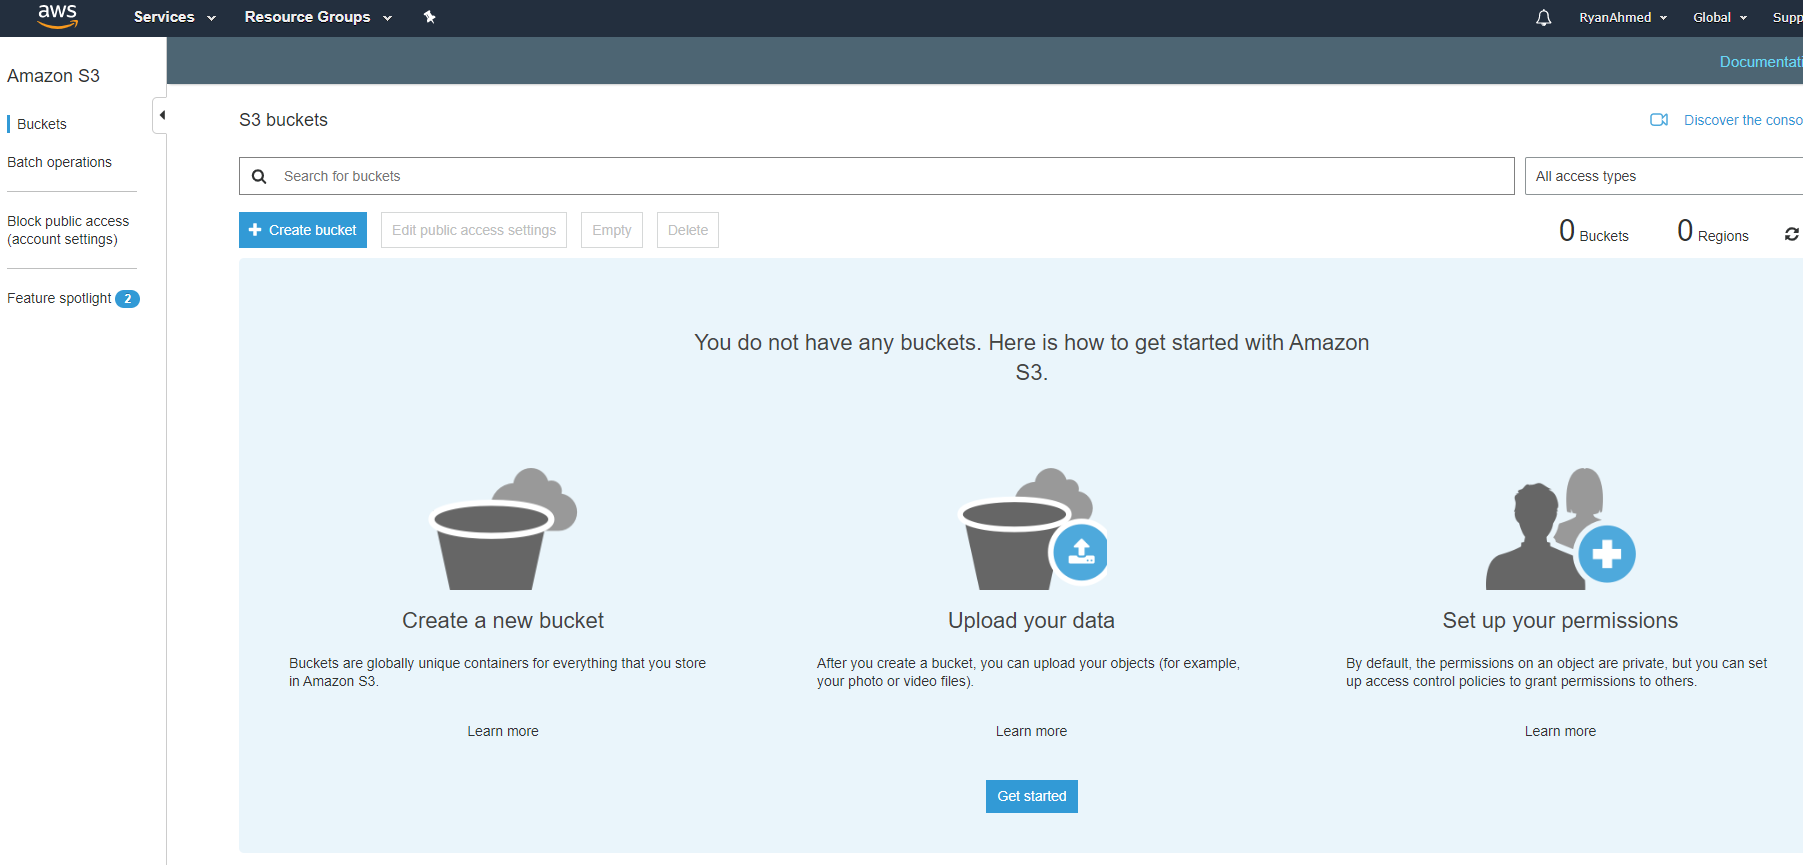 aws
Services
Resource Groups
RyanAhmed
Global
Supp
Documentati
Amazon S3
Buckets
Batch operations
Block public access
(account settings)
Feature spotlight 2
S3 buckets
Discover the conso
Search for buckets
All access types
Create bucket
Edit public access settings
Empty
Delete
0 Buckets
0 Regions
You do not have any buckets. Here is how to get started with Amazon
S3.
Create a new bucket
Buckets are globally unique containers for everything that you store
in Amazon S3.
Learn more
Upload your data
After you create a bucket, you can upload your objects (for example,
your photo or video files).
Learn more
Set up your permissions
By default, the permissions on an object are private, but you can set
up access control policies to grant permissions to others.
Learn more
Get started